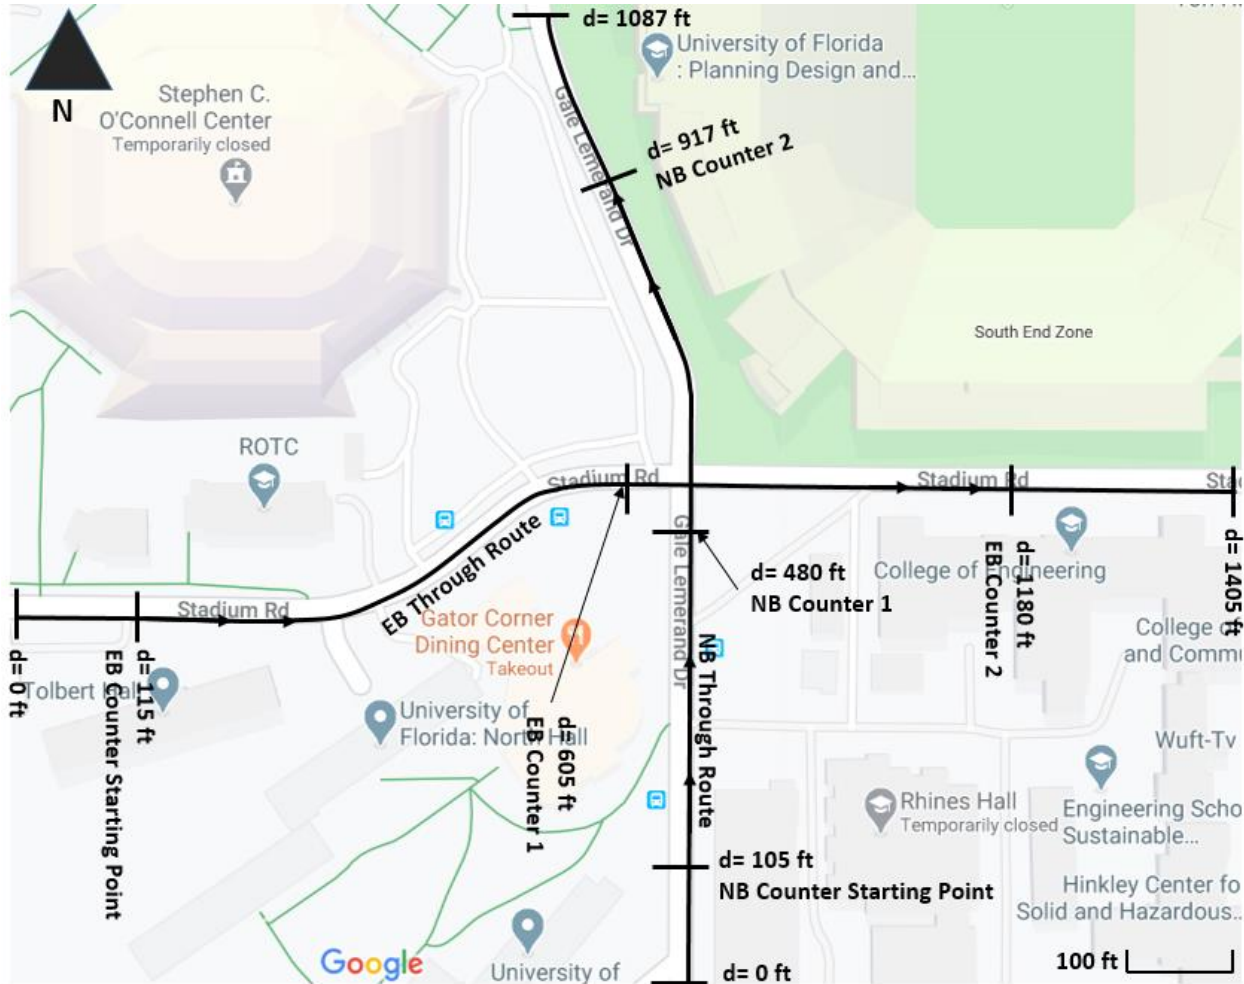 d= 1087 ft
University of Florida
: Planning Design and...
N
Stephen C.
O'Connell Center
Temporarily closed
Gale Lemerand Dr
d= 917 ft
NB Counter 2
South End Zone
ROTC
Stadium Rd
Stadium Rd
EB Through Route
Gale Lemerand Dr
d= 480 ft
NB Counter 1
College of Engineering
d= 1180 ft
EB Counter 2
d= 1405 ft
Stadium Rd
Gator Corner
Dining Center
Takeout
NB Through Route
College
and Commu
d= 0 ft
Tolbert Hall
d= 115 ft
EB Counter Starting Point
University of
Florida: North Hall
d= 605 ft
EB Counter 1
Wuft-Tv
Rhines Hall
Temporarily closed
Engineering Scho
Sustainable...
d= 105 ft
NB Counter Starting Point
Hinkley Center fo
Solid and Hazardous...
Google
University of
d= 0 ft
100 ft